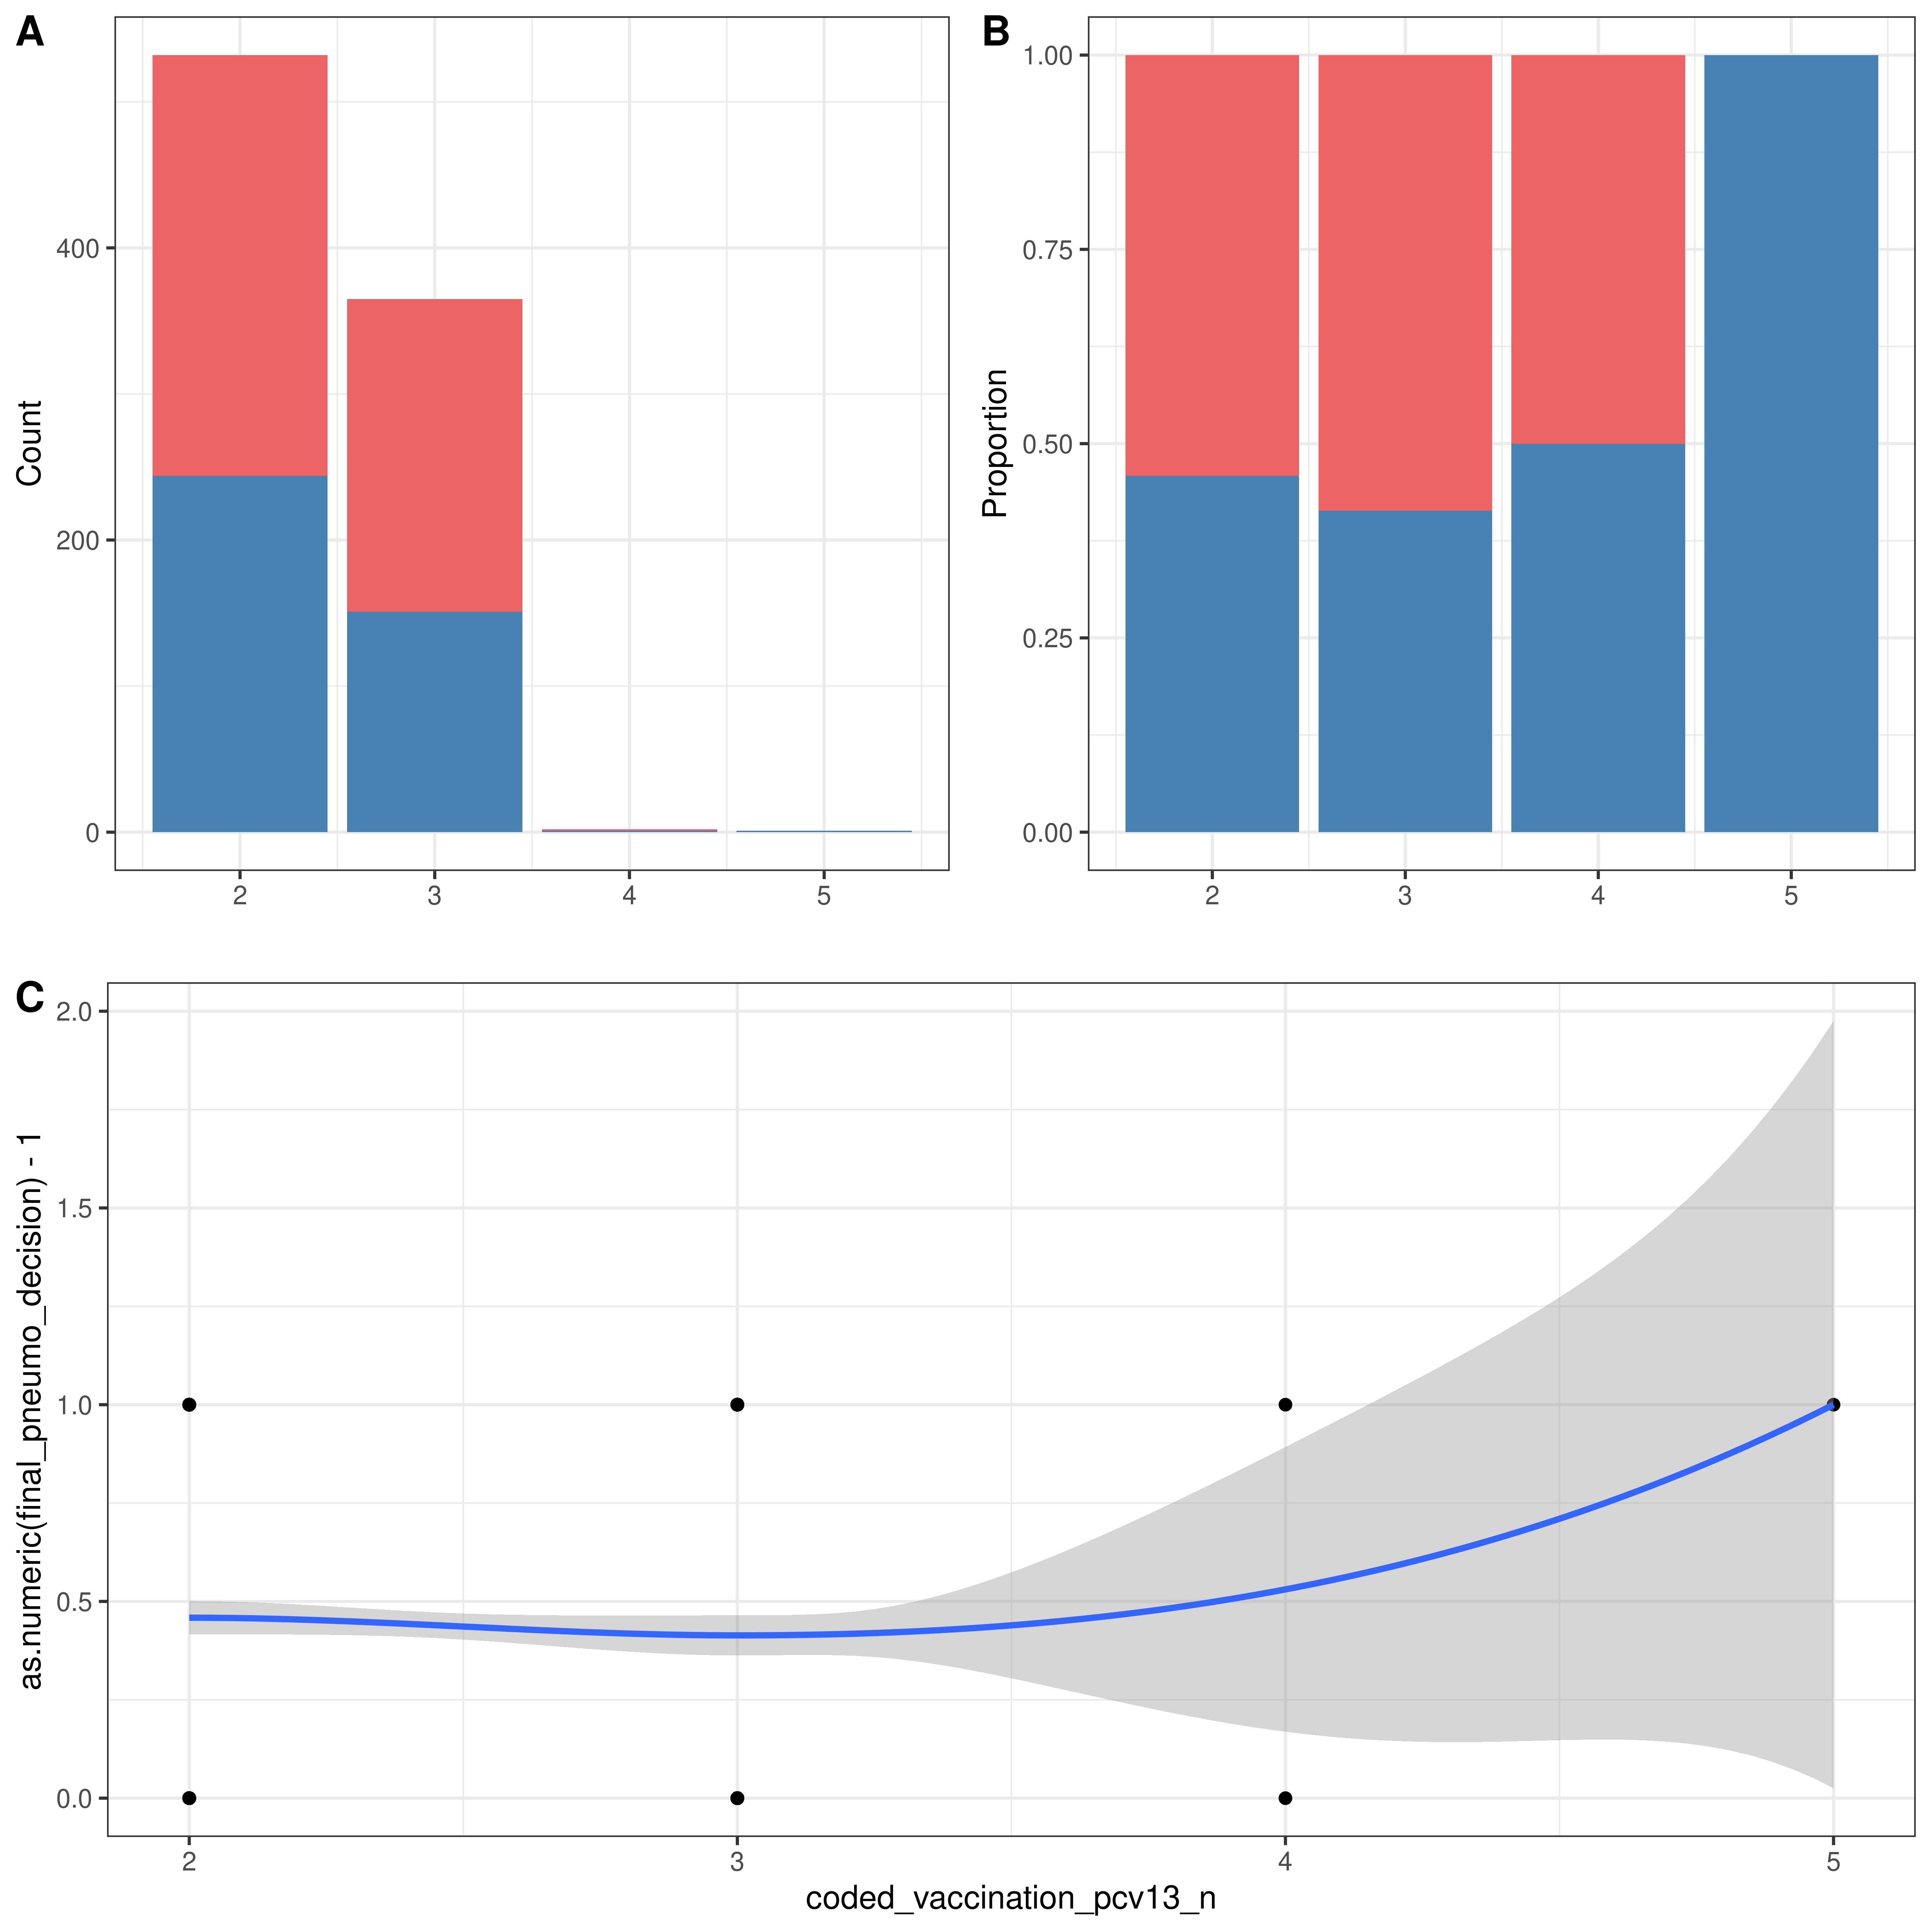 A
Count
400
200
0
2 3 4 5
B
Proportion
1.00
0.75
0.50
0.25
0.00
2 3 4 5
C
as.numeric(final_pneumo_decision) - 1
2.0
1.5
1.0
0.5
0.0
2 3 4 5
coded_vaccination_pcv13_n